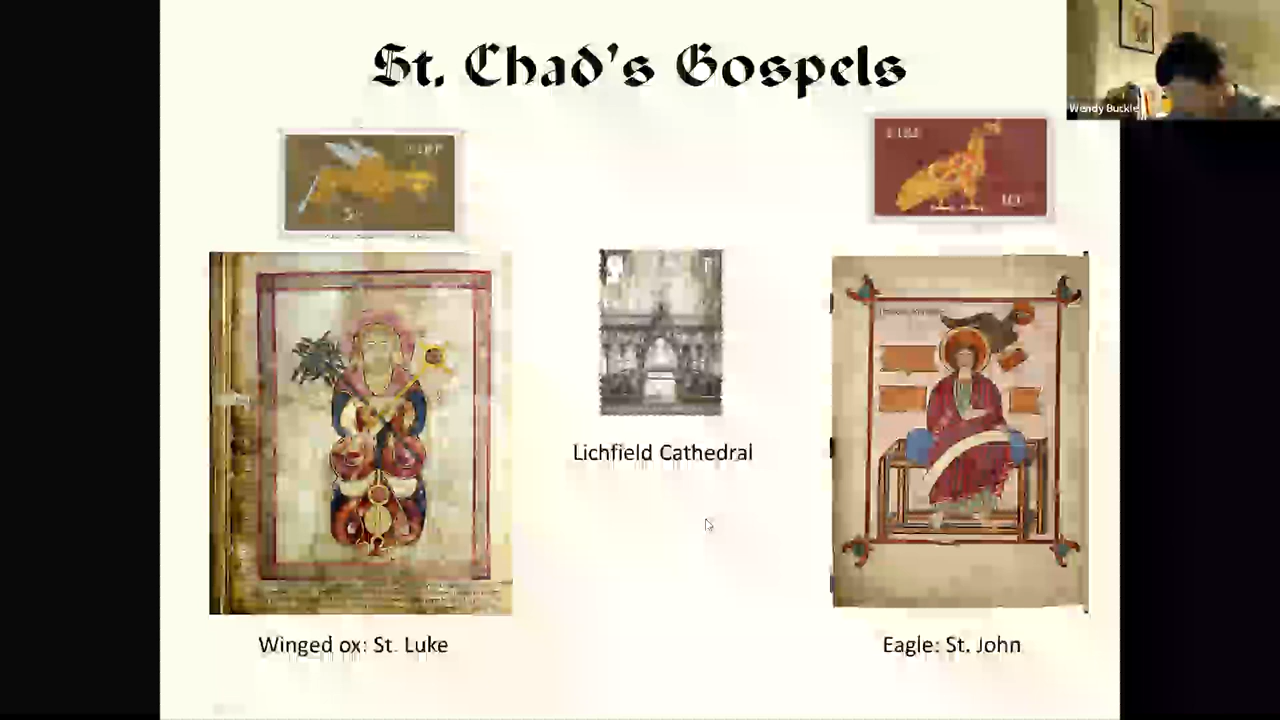 St. Chad's Gospels
Wendy Buckle
Lichfield Cathedral
Winged ox: St. Luke
Eagle: St. John